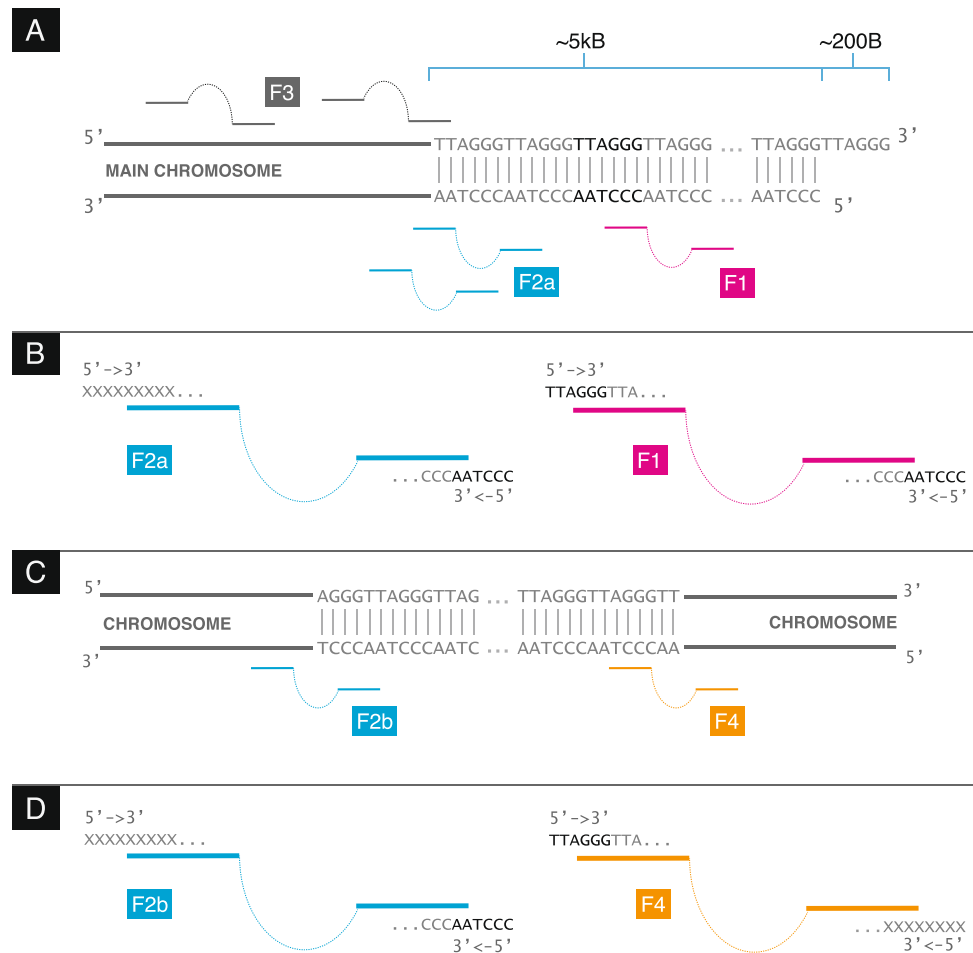 A
~5kB
~200B
F3
5’
TTAGGGTTAGGGTTAGGGTTAGGG ... TTAGGGTTAGGG
3’
MAIN CHROMOSOME
3’
AATCCCAATCCCAATCCCAATCCC ... AATCCC
5’
F2a
F1
B
5’->3’
XXXXXXXXX...
F2a
...CCCAATCCC
3’<-5’
5’->3’
TTAGGGTTA...
F1
...CCCAATCCC
3’<-5’
C
5’
AGGGTTAGGGTTAG ... TTAGGGTTAGGGTT
3’
CHROMOSOME
CHROMOSOME
3’
TCCCAATCCCAATC ... AATCCCAATCCCAA
5’
F2b
F4
D
5’->3’
XXXXXXXXX...
F2b
...CCCAATCCC
3’<-5’
5’->3’
TTAGGGTTA...
F4
...XXXXXXXX
3’<-5’